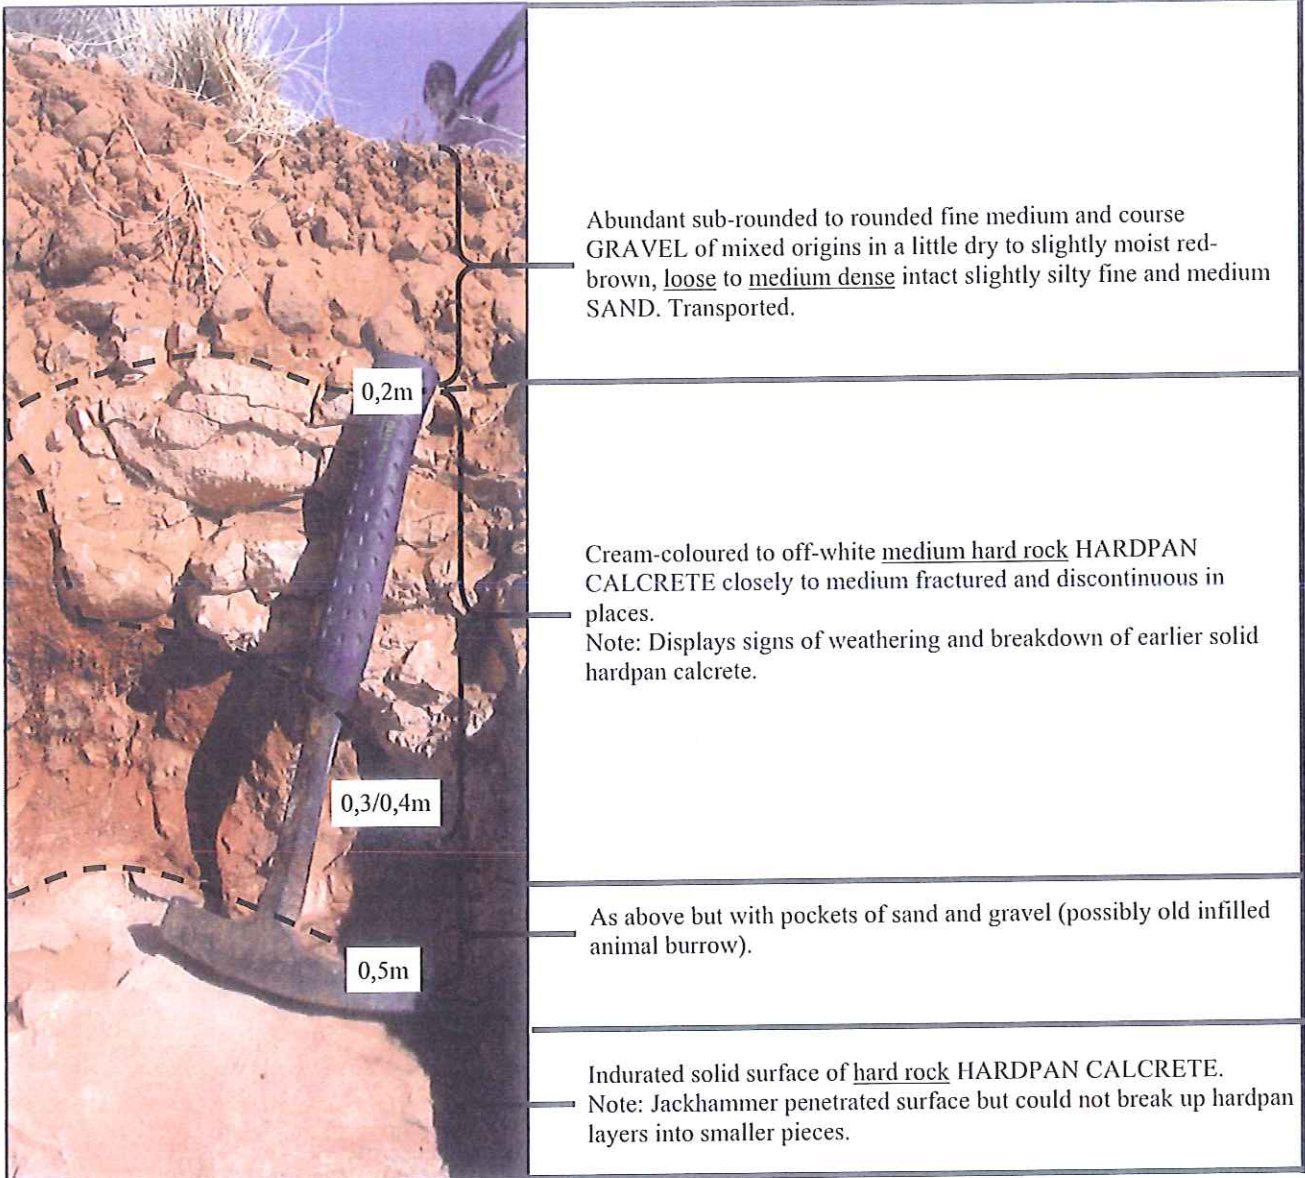 Abundant sub-rounded to rounded fine medium and course
GRAVEL of mixed origins in a little dry to slightly moist red-
brown, loose to medium dense intact slightly silty fine and medium
SAND. Transported.
0,2m
Cream-coloured to off-white medium hard rock HARDPAN
CALCRETE closely to medium fractured and discontinuous in
places.
Note: Displays signs of weathering and breakdown of earlier solid
hardpan calcrete.
0,3/0,4m
As above but with pockets of sand and gravel (possibly old infilled
animal burrow).
0,5m
Indurated solid surface of hard rock HARDPAN CALCRETE.
Note: Jackhammer penetrated surface but could not break up hardpan
layers into smaller pieces.